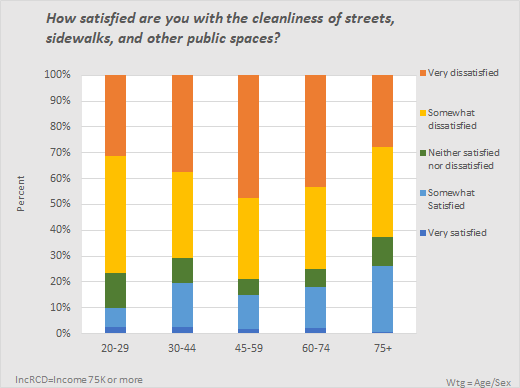 How satisfied are you with the cleanliness of streets,
sidewalks, and other public spaces?
100%
90%
80%
70%
60%
50%
40%
30%
20%
10%
0%
Percent
20-29
30-44
45-59
60-74
75+
Very dissatisfied
Somewhat
dissatisfied
Neither satisfied
nor dissatisfied
Somewhat
Satisfied
Very satisfied
IncRCD=Income 75K or more
Wtg = Age/Sex